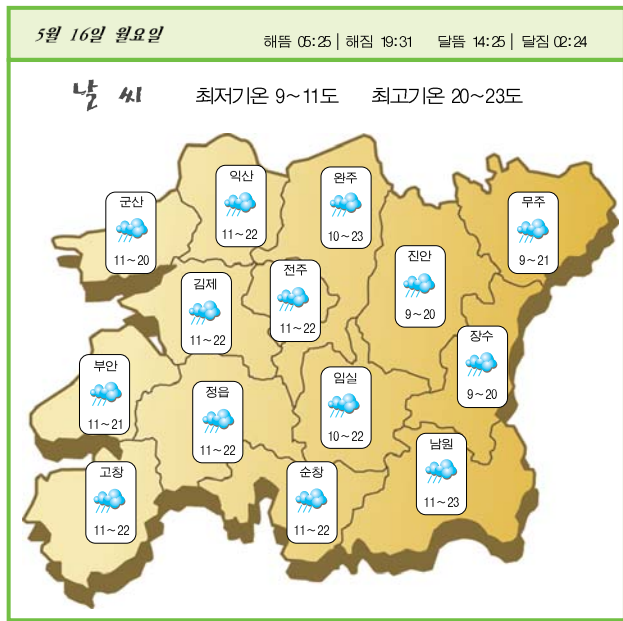 5월 16일 월요일
해뜸 05:25 | 해짐 19:31 달뜸 14:25 | 달짐 02:24
날씨 최저기온 9~11도 최고기온 20~23도
군산
11~20
익산
11~22
완주
10~23
무주
9~21
김제
11~22
전주
11~22
진안
9~20
장수
9~20
부안
11~21
정읍
11~22
임실
10~22
남원
11~23
고창
11~22
순창
11~22